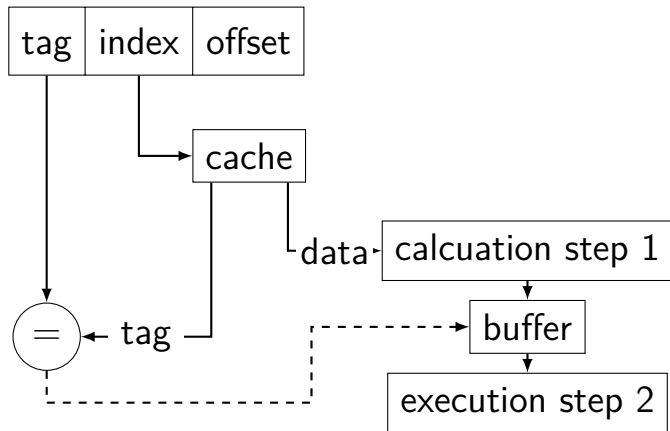 tag index offset
cache
data calcuation step 1
= tag
buffer
execution step 2